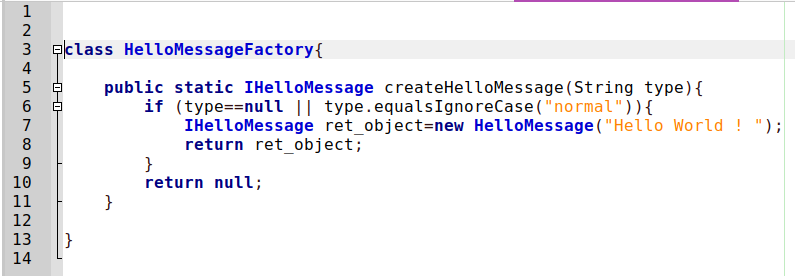 1
2
3 class HelloMessageFactory{
4
5     public static IHelloMessage createHelloMessage(String type){
6         if (type==null || type.equalsIgnoreCase("normal")){
7             IHelloMessage ret_object=new HelloMessage("Hello World ! ");
8             return ret_object;
9         }
10         return null;
11     }
12
13 }
14